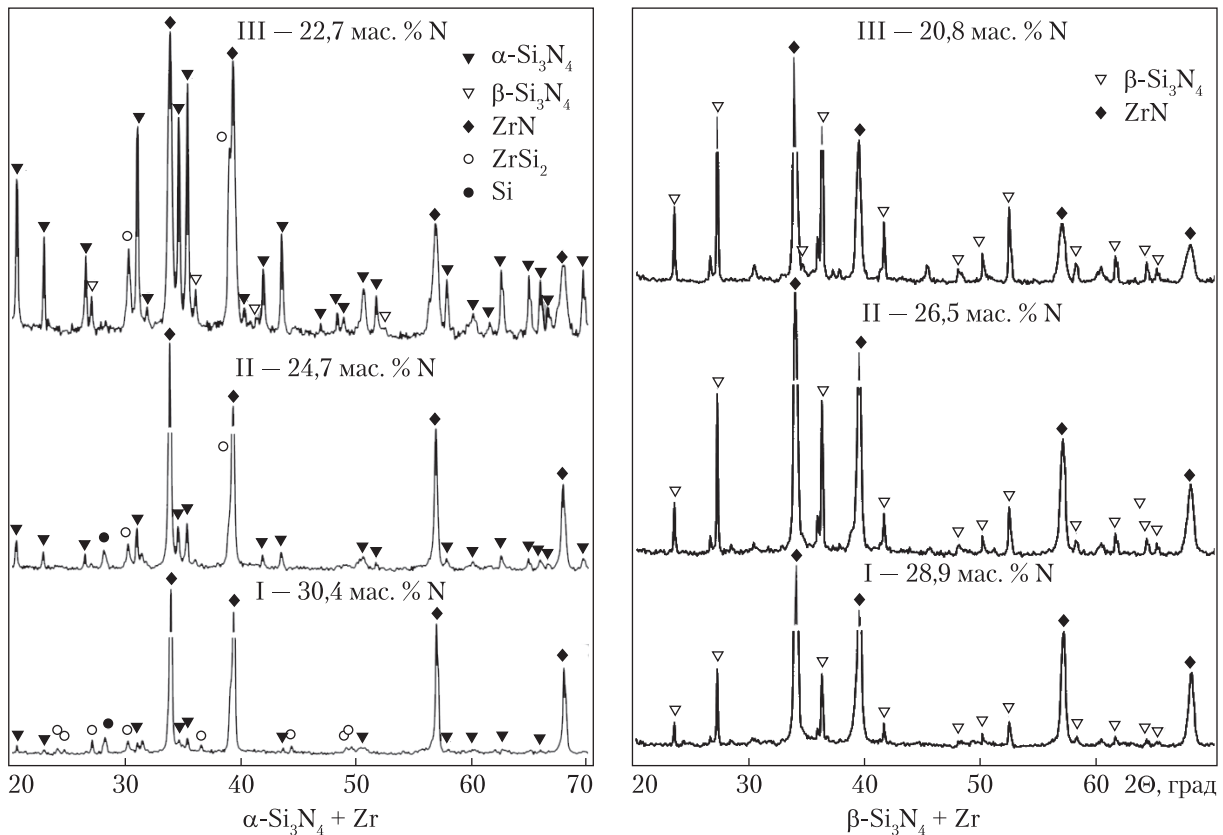 III – 22,7 мас. % N
α-Si₃N₄
β-Si₃N₄
ZrN
ZrSi₂
Si
II – 24,7 мас. % N
I – 30,4 мас. % N
20 30 40 50 60 70
α-Si₃N₄ + Zr
III – 20,8 мас. % N
β-Si₃N₄
ZrN
II – 26,5 мас. % N
I – 28,9 мас. % N
20 30 40 50 60 2Θ, град
β-Si₃N₄ + Zr